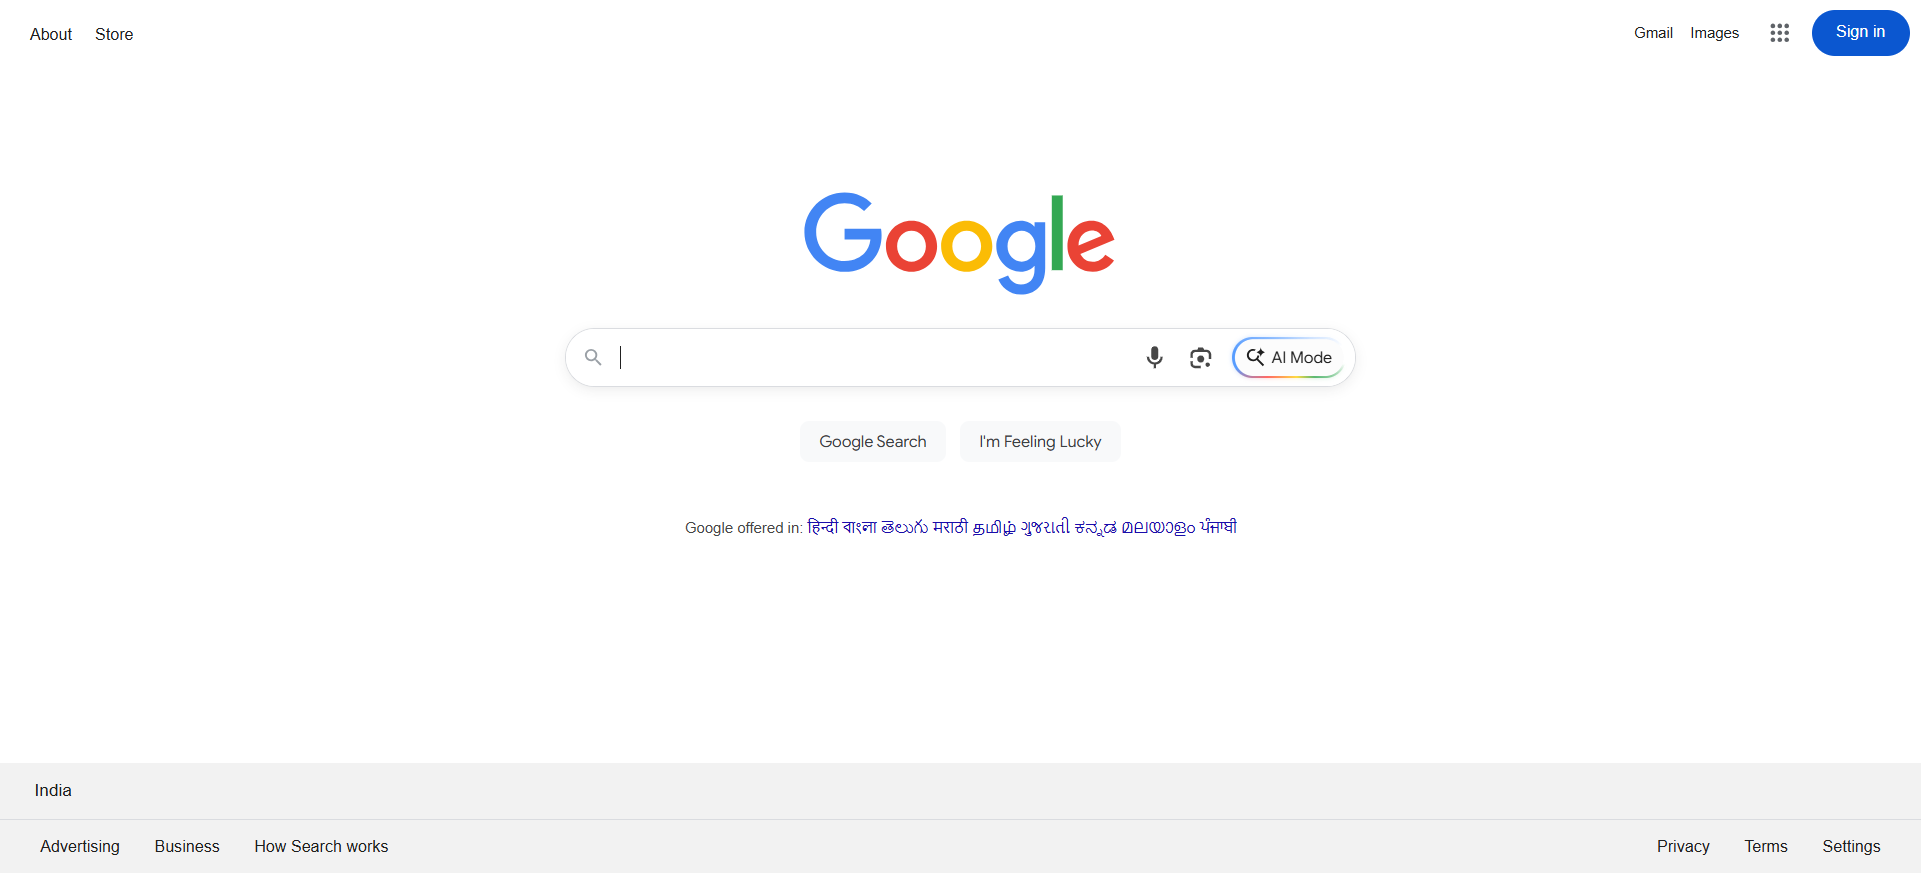 About Store Gmail Images Sign in
Google
AI Mode
Google Search I'm Feeling Lucky
Google offered in: हिन्दी বাংলা తెలుగు मराठी தமிழ் ગુજરાતી ಕನ್ನಡ മലയാളം ਪੰਜਾਬੀ
India
Advertising Business How Search works Privacy Terms Settings